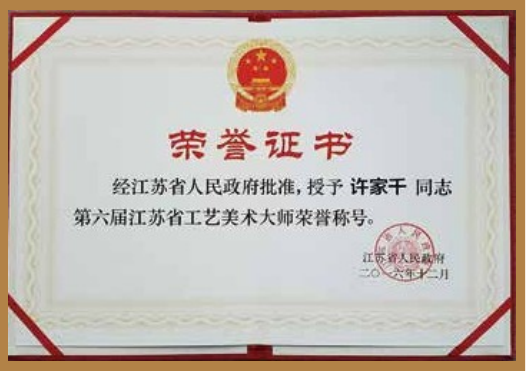 荣誉证书
经江苏省人民政府批准，授予 许家千 同志
第六届江苏省工艺美术大师荣誉称号。
江苏省人民政府
二〇一六年十二月